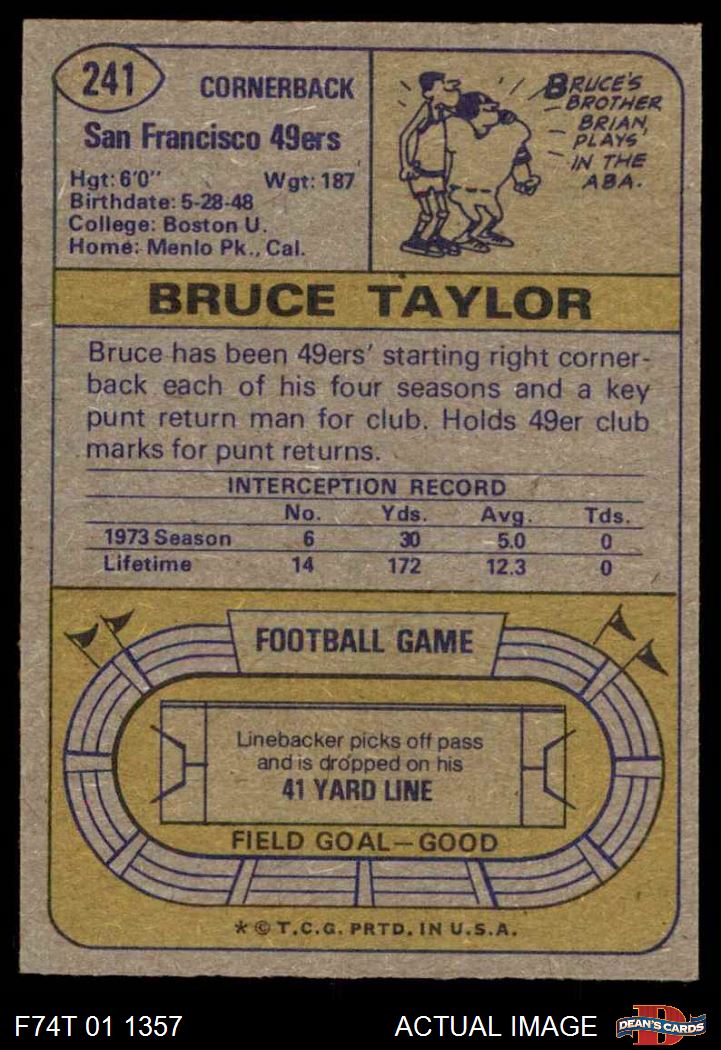 241
CORNERBACK
San Francisco 49ers
Hgt: 6'0" Wgt: 187
Birthdate: 5-28-48
College: Boston U.
Home: Menlo Pk., Cal.
BRUCE'S
BROTHER
BRIAN,
PLAYS
IN THE
ABA.
BRUCE TAYLOR
Bruce has been 49ers' starting right corner-
back each of his four seasons and a key
punt return man for club. Holds 49er club
marks for punt returns.
INTERCEPTION RECORD
No. Yds. Avg. Tds.
1973 Season 6 30 5.0 0
Lifetime 14 172 12.3 0
FOOTBALL GAME
Linebacker picks off pass
and is dropped on his
41 YARD LINE
FIELD GOAL—GOOD
* © T.C.G. PRTD. IN U.S.A.
F74T 01 1357 ACTUAL IMAGE
D
DEAN'S CARDS